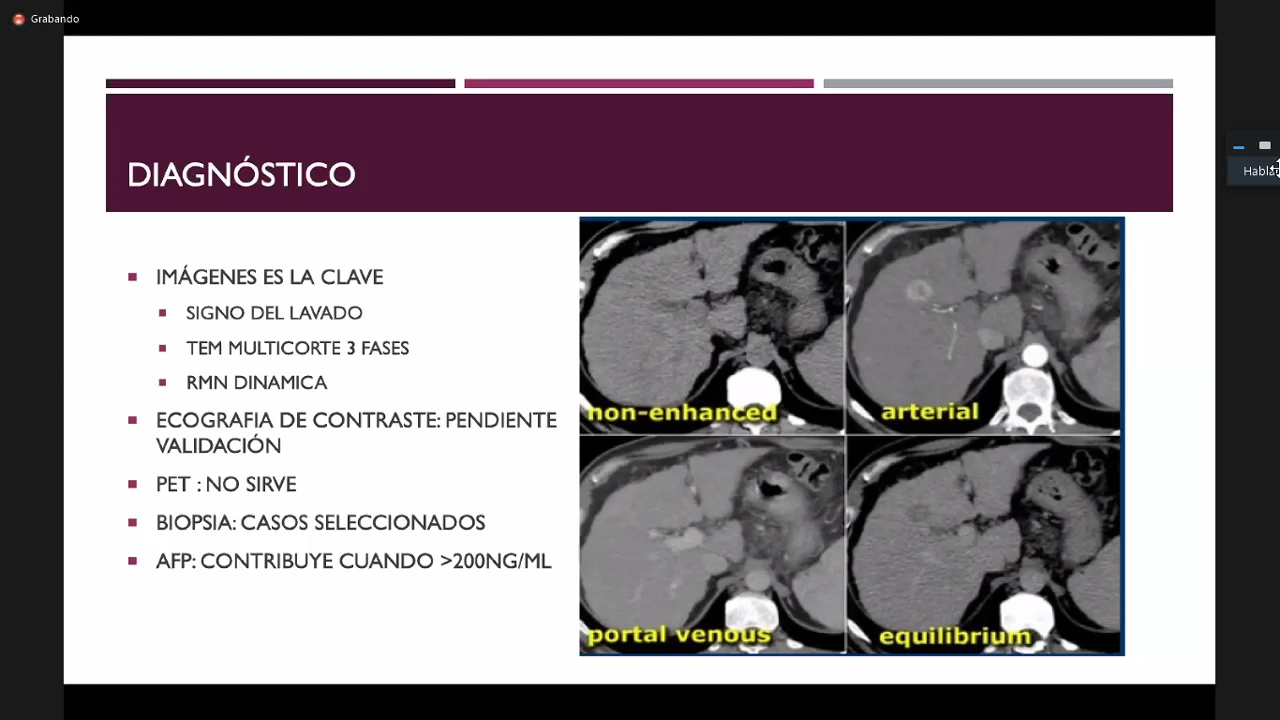 Grabando
DIAGNÓSTICO
IMÁGENES ES LA CLAVE
SIGNO DEL LAVADO
TEM MULTICORTE 3 FASES
RMN DINAMICA
ECOGRAFIA DE CONTRASTE: PENDIENTE
VALIDACIÓN
PET : NO SIRVE
BIOPSIA: CASOS SELECCIONADOS
AFP: CONTRIBUYE CUANDO >200NG/ML
non-enhanced
arterial
portal venous
equilibrium